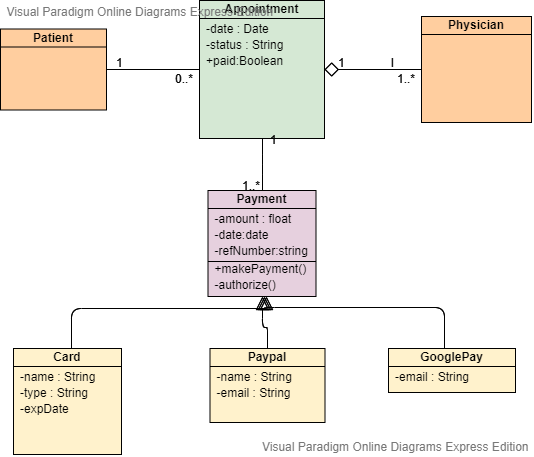 Visual Paradigm Online Diagrams Express Edition
Appointment
-date : Date
-status : String
+paid:Boolean
Physician
Patient
1
0..*
1
1..*
1
1..*
Payment
-amount : float
-date:date
-refNumber:string
+makePayment()
-authorize()
Card
-name : String
-type : String
-expDate
Paypal
-name : String
-email : String
GooglePay
-email : String
Visual Paradigm Online Diagrams Express Edition